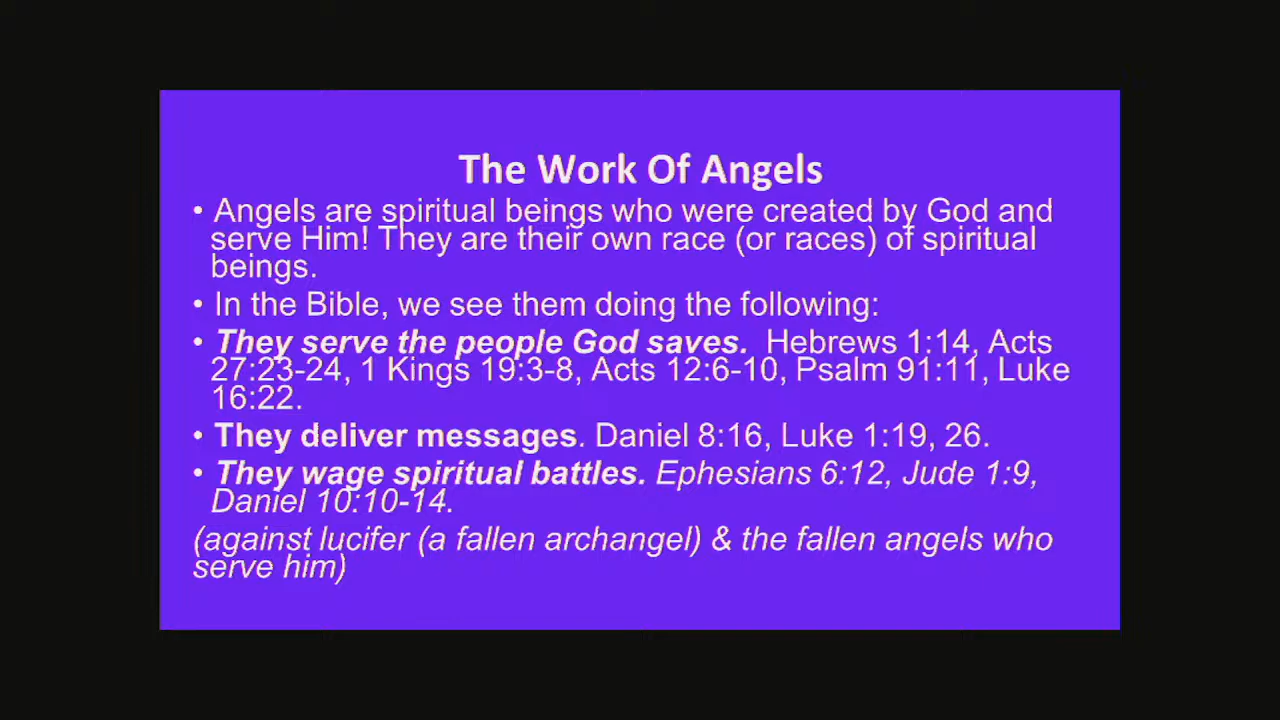 The Work Of Angels
• Angels are spiritual beings who were created by God and
serve Him! They are their own race (or races) of spiritual
beings.
• In the Bible, we see them doing the following:
• They serve the people God saves.  Hebrews 1:14, Acts
27:23-24, 1 Kings 19:3-8, Acts 12:6-10, Psalm 91:11, Luke
16:22.
• They deliver messages. Daniel 8:16, Luke 1:19, 26.
• They wage spiritual battles. Ephesians 6:12, Jude 1:9,
Daniel 10:10-14.
(against lucifer (a fallen archangel) & the fallen angels who
serve him)